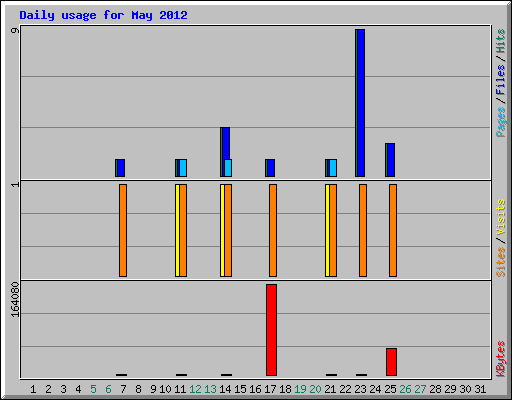 Daily usage for May 2012
9
1
164080
Pages / Files / Hits
Sites / Visits
KBytes
1 2 3 4 5 6 7 8 9 10 11 12 13 14 15 16 17 18 19 20 21 22 23 24 25 26 27 28 29 30 31